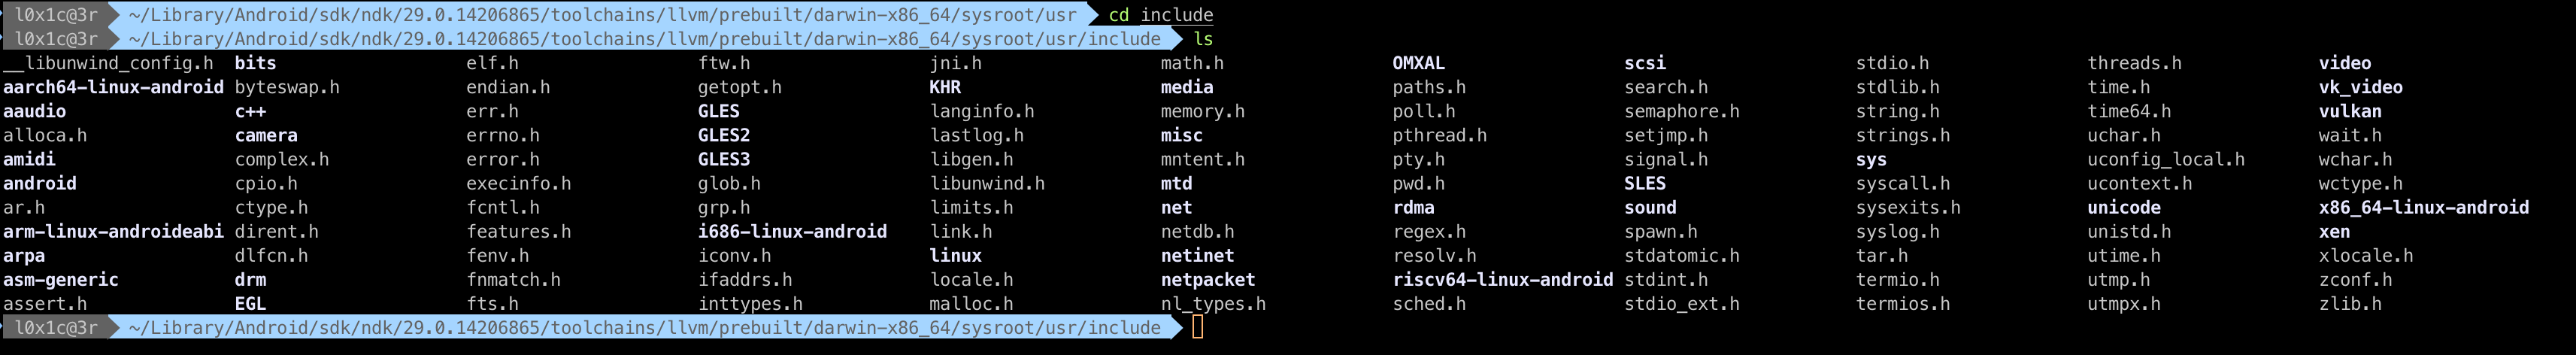 l0x1c@3r ~/Library/Android/sdk/ndk/29.0.14206865/toolchains/llvm/prebuilt/darwin-x86_64/sysroot/usr cd include
l0x1c@3r ~/Library/Android/sdk/ndk/29.0.14206865/toolchains/llvm/prebuilt/darwin-x86_64/sysroot/usr/include ls
__libunwind_config.h bits elf.h ftw.h jni.h math.h OMXAL scsi stdio.h threads.h video
aarch64-linux-android byteswap.h endian.h getopt.h KHR media paths.h search.h stdlib.h time.h vk_video
aaudio c++ err.h GLES langinfo.h memory.h poll.h semaphore.h string.h time64.h vulkan
alloca.h camera errno.h GLES2 lastlog.h misc pthread.h setjmp.h strings.h uchar.h wait.h
amidi complex.h error.h GLES3 libgen.h mntent.h pty.h signal.h sys uconfig_local.h wchar.h
android cpio.h execinfo.h glob.h libunwind.h mtd pwd.h SLES syscall.h ucontext.h wctype.h
ar.h ctype.h fcntl.h grp.h limits.h net rdma sound sysexits.h unicode x86_64-linux-android
arm-linux-androideabi dirent.h features.h i686-linux-android link.h netdb.h regex.h spawn.h syslog.h unistd.h xen
arpa dlfcn.h fenv.h iconv.h linux netinet resolv.h stdatomic.h tar.h utime.h xlocale.h
asm-generic drm fnmatch.h ifaddrs.h locale.h netpacket riscv64-linux-android stdint.h termio.h utmp.h zconf.h
assert.h EGL fts.h inttypes.h malloc.h nl_types.h sched.h stdio_ext.h termios.h utmpx.h zlib.h
l0x1c@3r ~/Library/Android/sdk/ndk/29.0.14206865/toolchains/llvm/prebuilt/darwin-x86_64/sysroot/usr/include